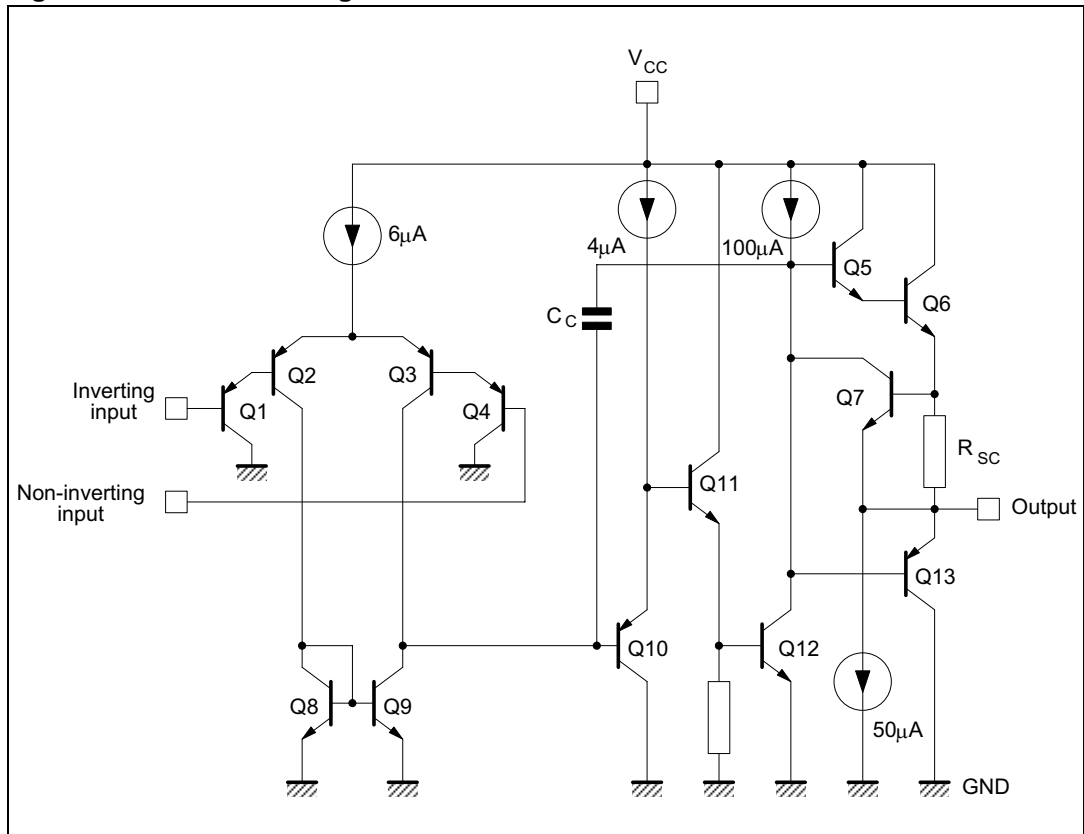 V CC
6μA
4μA
100μA
Q5
Q6
C C
Q2
Q3
Inverting
input
Q1
Q4
Q7
R SC
Non-inverting
input
Q11
Output
Q13
Q10
Q12
Q8
Q9
50μA
GND